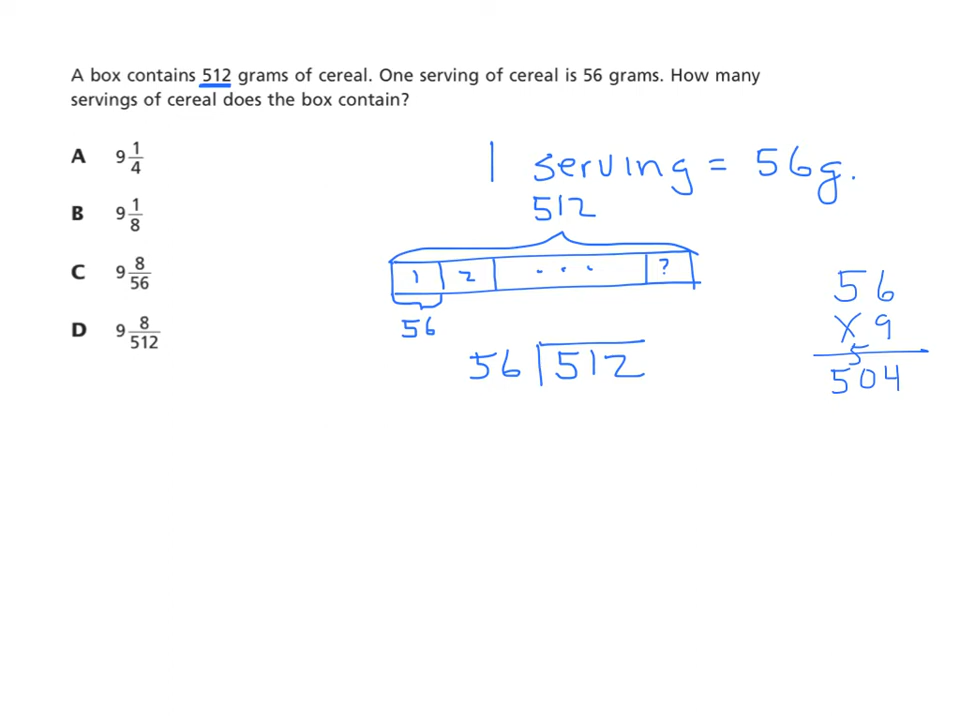 A box contains 512 grams of cereal. One serving of cereal is 56 grams. How many
servings of cereal does the box contain?
A 9 1/4
B 9 1/8
C 9 8/56
D 9 8/512
1 serving = 56g.
512
1 2 . . . ?
56
56 512
56
X 9
5
504